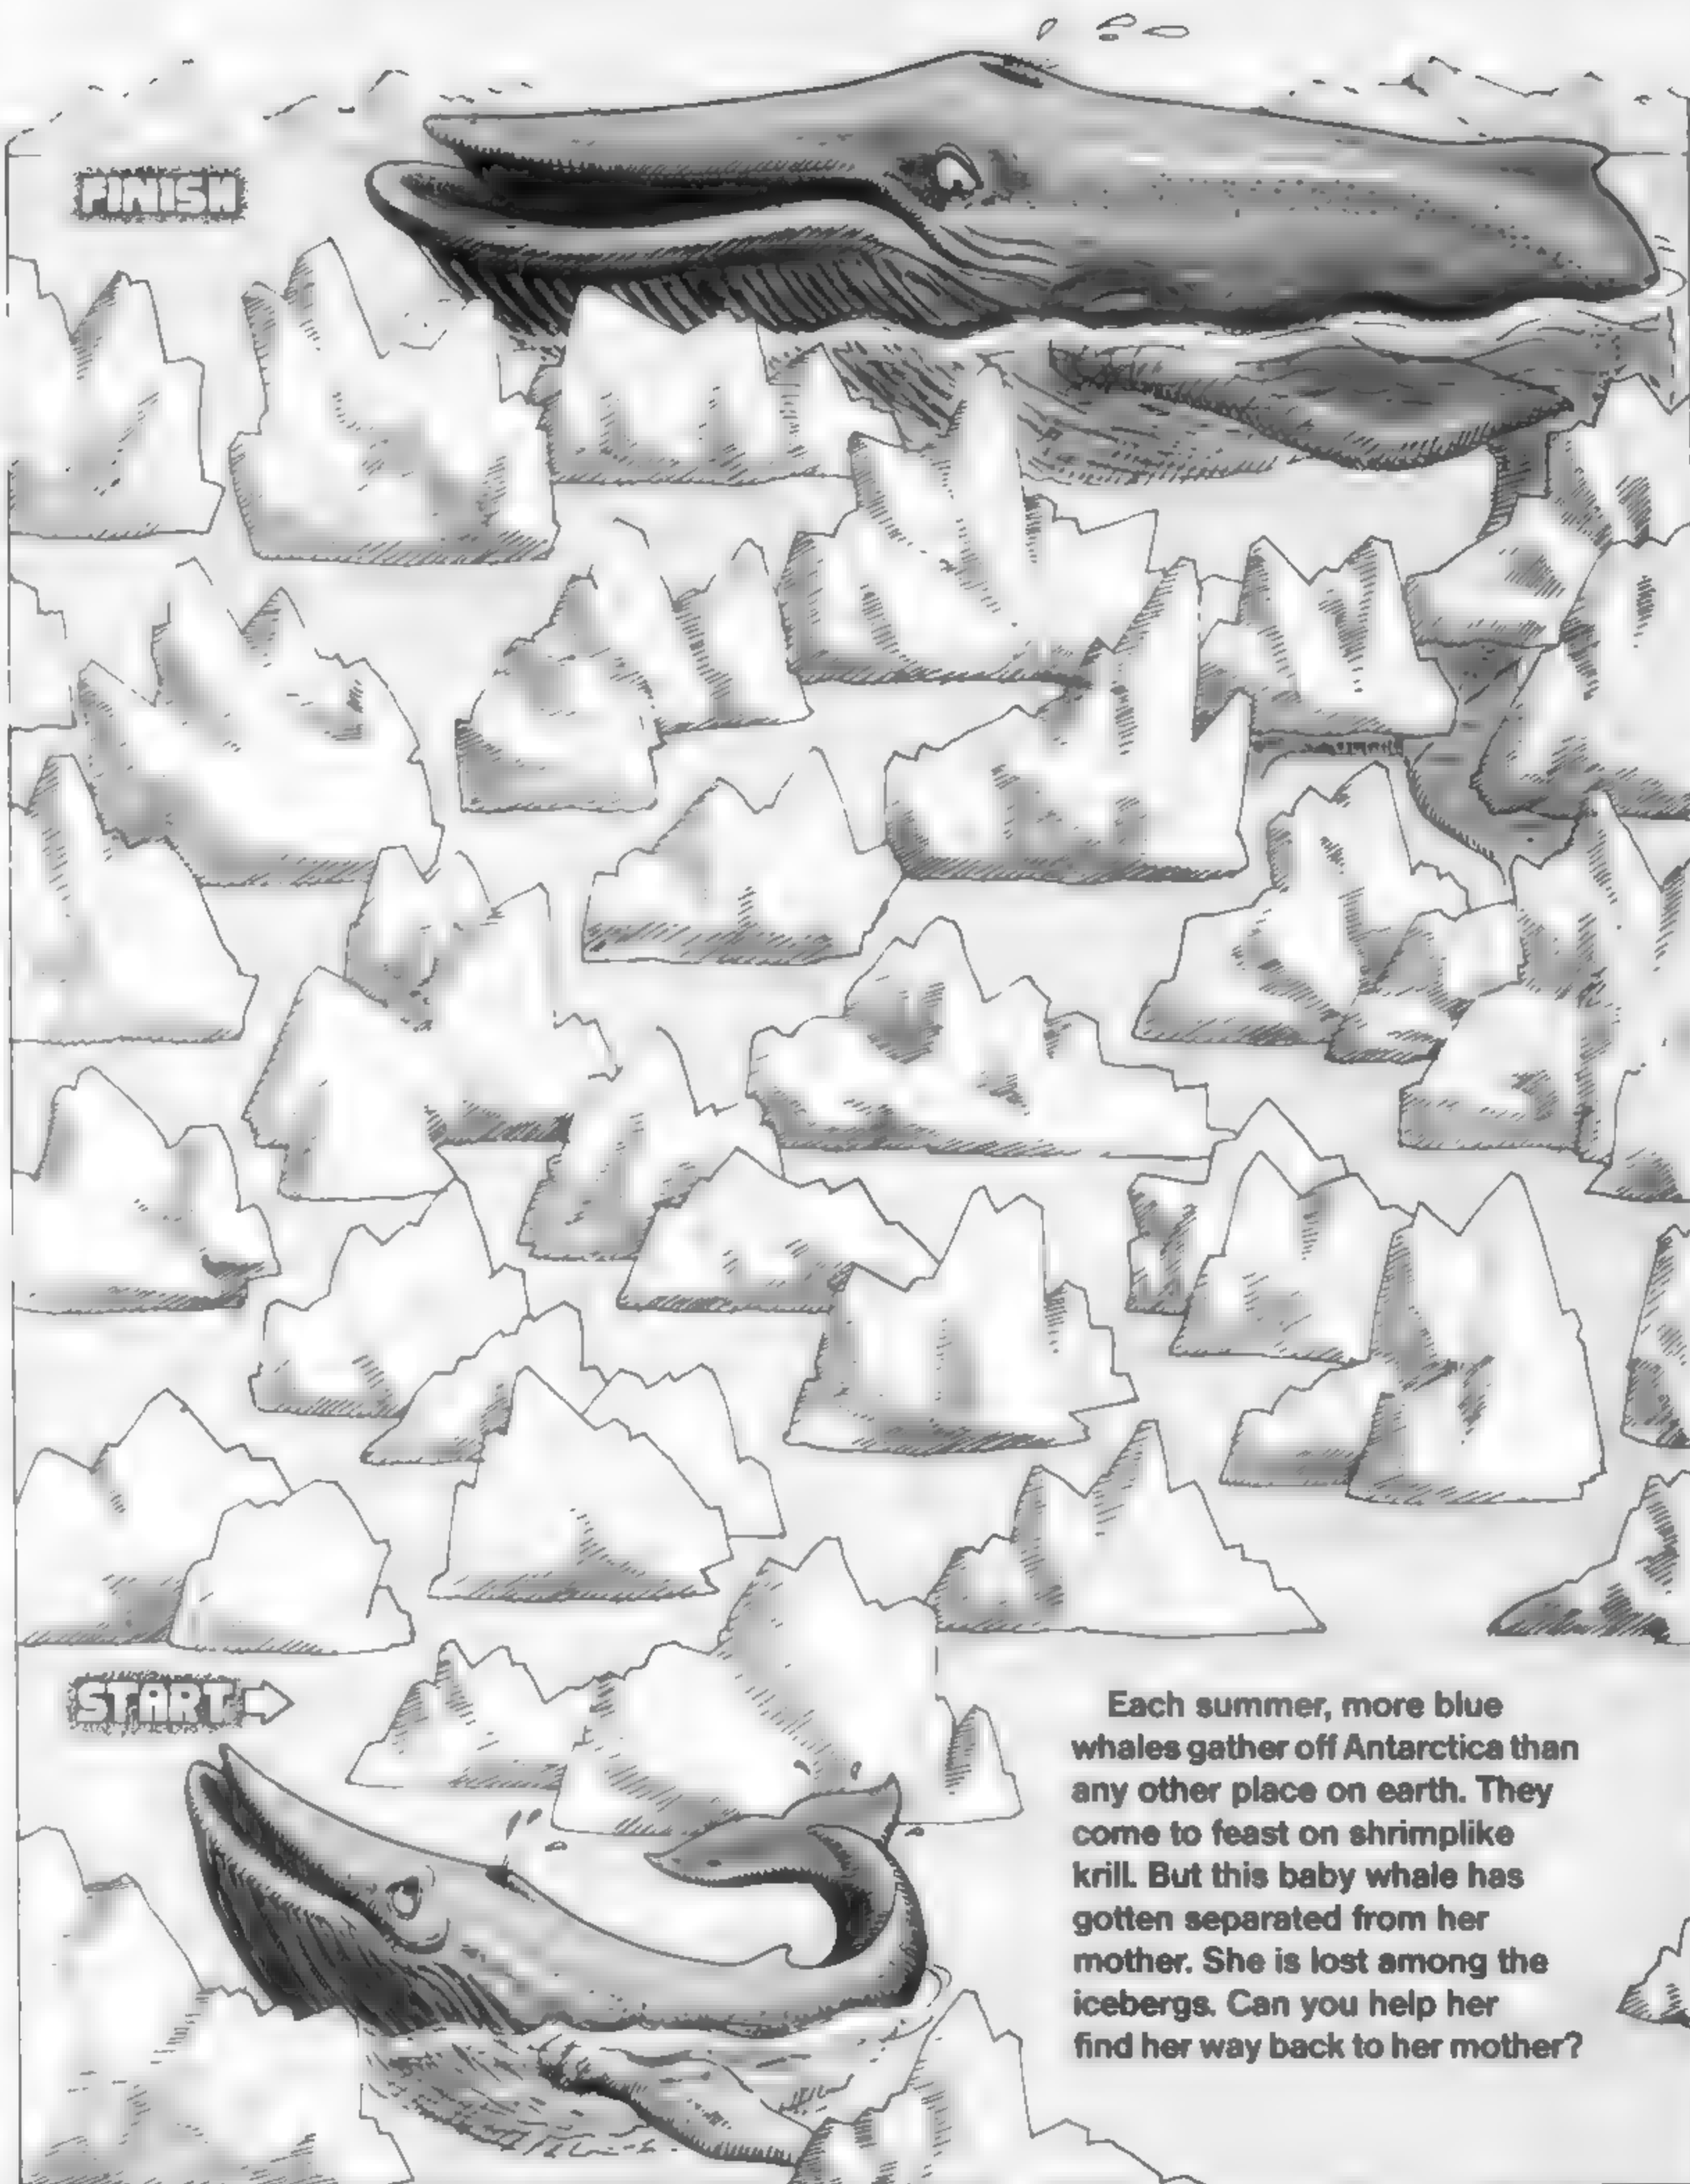 FINISH
START
Each summer, more blue
whales gather off Antarctica than
any other place on earth. They
come to feast on shrimplike
krill. But this baby whale has
gotten separated from her
mother. She is lost among the
icebergs. Can you help her
find her way back to her mother?